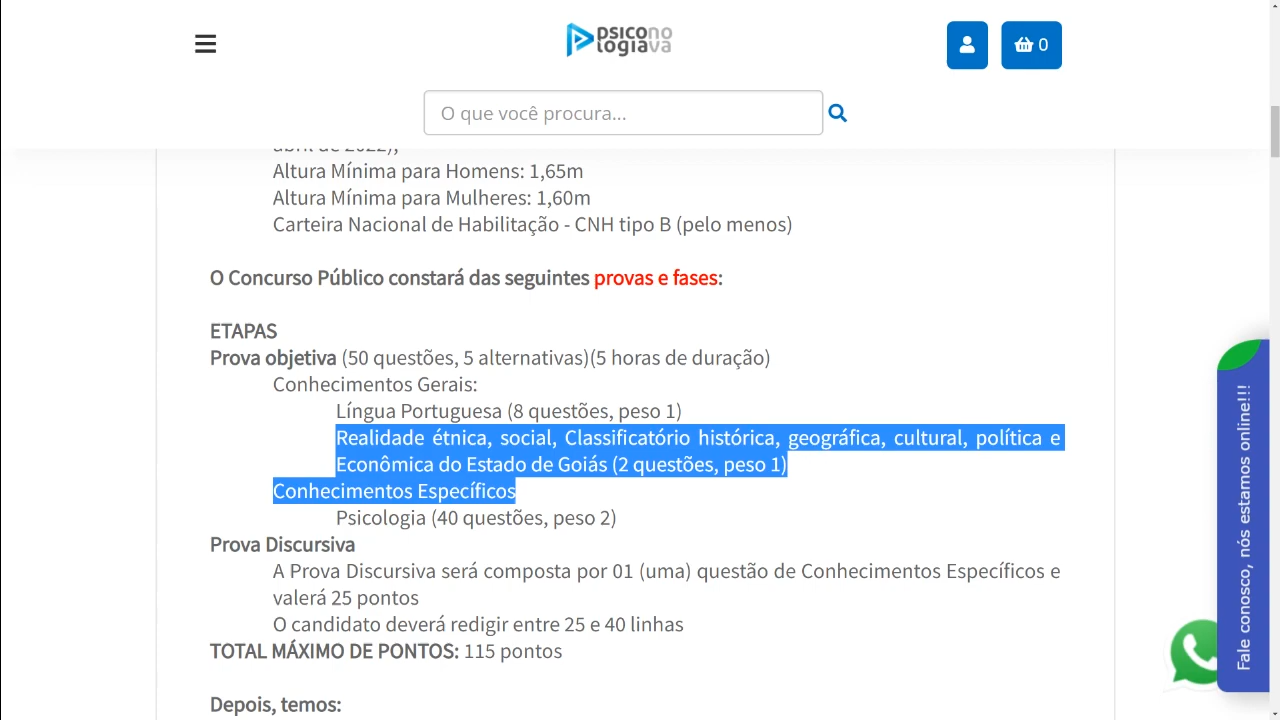 psicono
logiava
0
O que você procura...
abril de 2022);
Altura Mínima para Homens: 1,65m
Altura Mínima para Mulheres: 1,60m
Carteira Nacional de Habilitação - CNH tipo B (pelo menos)
O Concurso Público constará das seguintes provas e fases:
ETAPAS
Prova objetiva (50 questões, 5 alternativas)(5 horas de duração)
Conhecimentos Gerais:
Língua Portuguesa (8 questões, peso 1)
Realidade étnica, social, Classificatório histórica, geográfica, cultural, política e
Econômica do Estado de Goiás (2 questões, peso 1)
Conhecimentos Específicos
Psicologia (40 questões, peso 2)
Prova Discursiva
A Prova Discursiva será composta por 01 (uma) questão de Conhecimentos Específicos e
valerá 25 pontos
O candidato deverá redigir entre 25 e 40 linhas
TOTAL MÁXIMO DE PONTOS: 115 pontos
Depois, temos:
Fale conosco, nós estamos online!!!